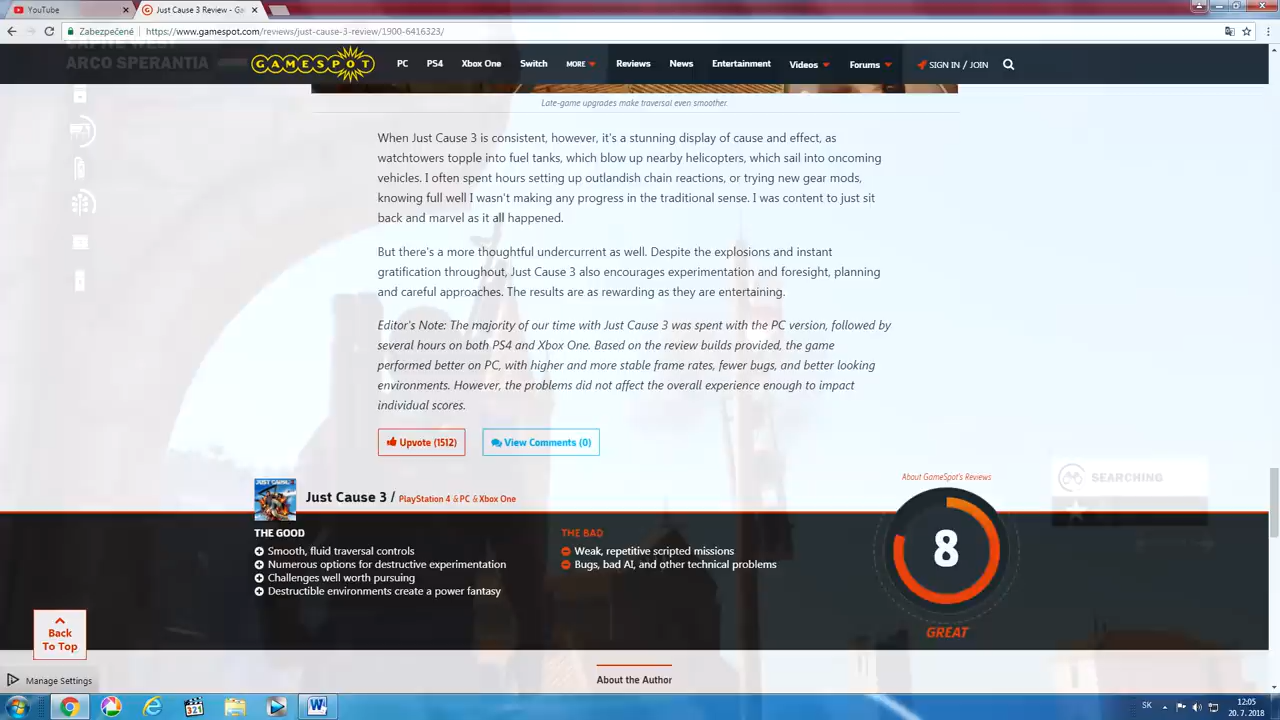 YouTube
Just Cause 3 Review - Ga
Zabezpečené
https://www.gamespot.com/reviews/just-cause-3-review/1900-6416323/
ARCO SPERANTIA
GAMESPOT
PC
PS4
Xbox One
Switch
MORE
Reviews
News
Entertainment
Videos
Forums
SIGN IN / JOIN
Late-game upgrades make traversal even smoother.
When Just Cause 3 is consistent, however, it's a stunning display of cause and effect, as
watchtowers topple into fuel tanks, which blow up nearby helicopters, which sail into oncoming
vehicles. I often spent hours setting up outlandish chain reactions, or trying new gear mods,
knowing full well I wasn't making any progress in the traditional sense. I was content to just sit
back and marvel as it all happened.
But there's a more thoughtful undercurrent as well. Despite the explosions and instant
gratification throughout, Just Cause 3 also encourages experimentation and foresight, planning
and careful approaches. The results are as rewarding as they are entertaining.
Editor's Note: The majority of our time with Just Cause 3 was spent with the PC version, followed by
several hours on both PS4 and Xbox One. Based on the review builds provided, the game
performed better on PC, with higher and more stable frame rates, fewer bugs, and better looking
environments. However, the problems did not affect the overall experience enough to impact
individual scores.
Upvote (1512)
View Comments (0)
SEARCHING
About GameSpot's Reviews
JUST CAUSE 3
Just Cause 3 / PlayStation 4 & PC & Xbox One
THE GOOD
Smooth, fluid traversal controls
Numerous options for destructive experimentation
Challenges well worth pursuing
Destructible environments create a power fantasy
THE BAD
Weak, repetitive scripted missions
Bugs, bad AI, and other technical problems
8
GREAT
Back
To Top
Manage Settings
About the Author
321
SK
12:05
20. 7. 2018